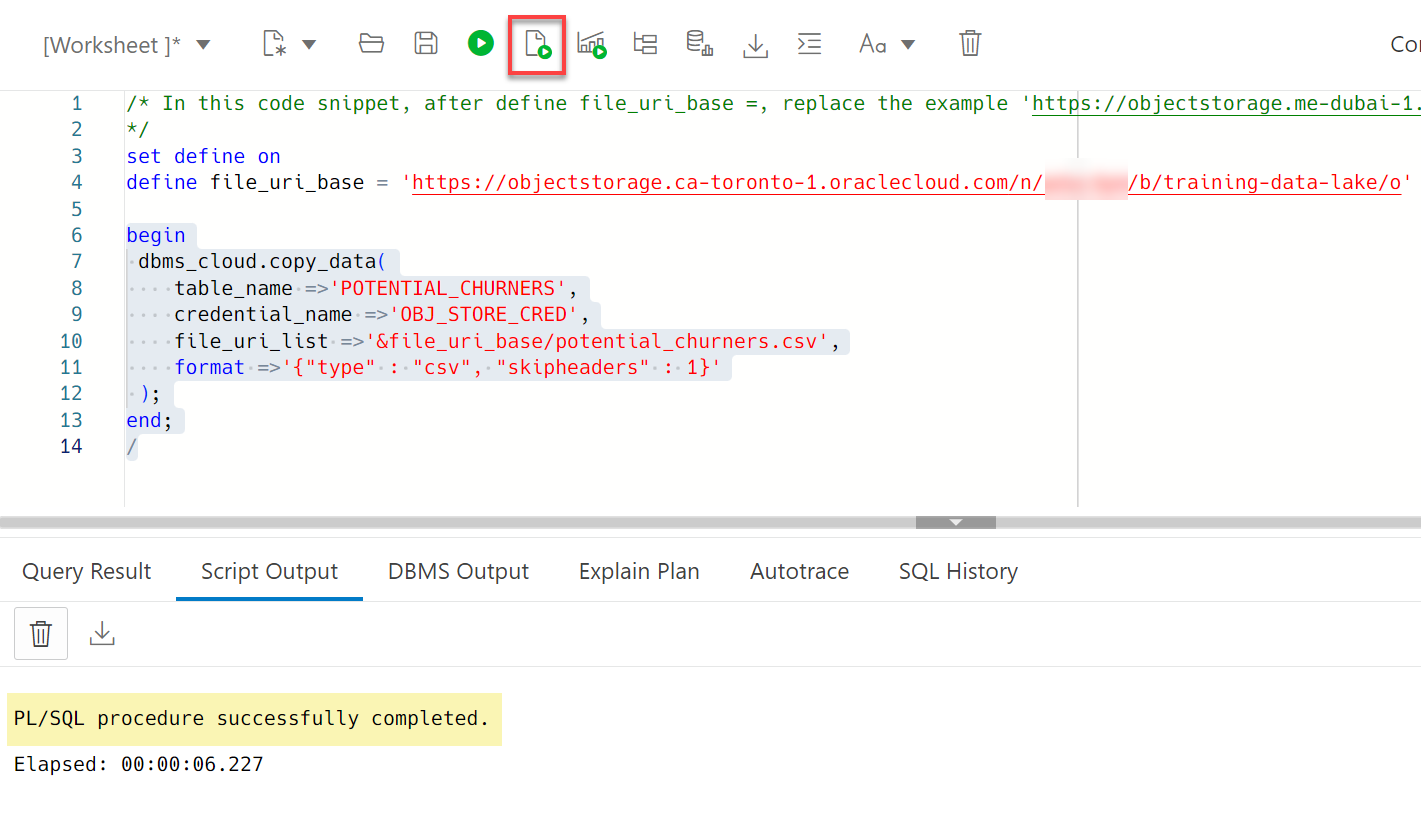 [Worksheet ]*
Aa
1 /* In this code snippet, after define file_uri_base =, replace the example 'https://objectstorage.me-dubai-1.
2 */
3 set define on
4 define file_uri_base = 'https://objectstorage.ca-toronto-1.oraclecloud.com/n/ /b/training-data-lake/o'
5
6 begin
7 dbms_cloud.copy_data(
8 table_name =>'POTENTIAL_CHURNERS',
9 credential_name =>'OBJ_STORE_CRED',
10 file_uri_list =>'&file_uri_base/potential_churners.csv',
11 format =>'{"type" : "csv", "skipheaders" : 1}'
12 );
13 end;
14 /
Query Result Script Output DBMS Output Explain Plan Autotrace SQL History
PL/SQL procedure successfully completed.
Elapsed: 00:00:06.227